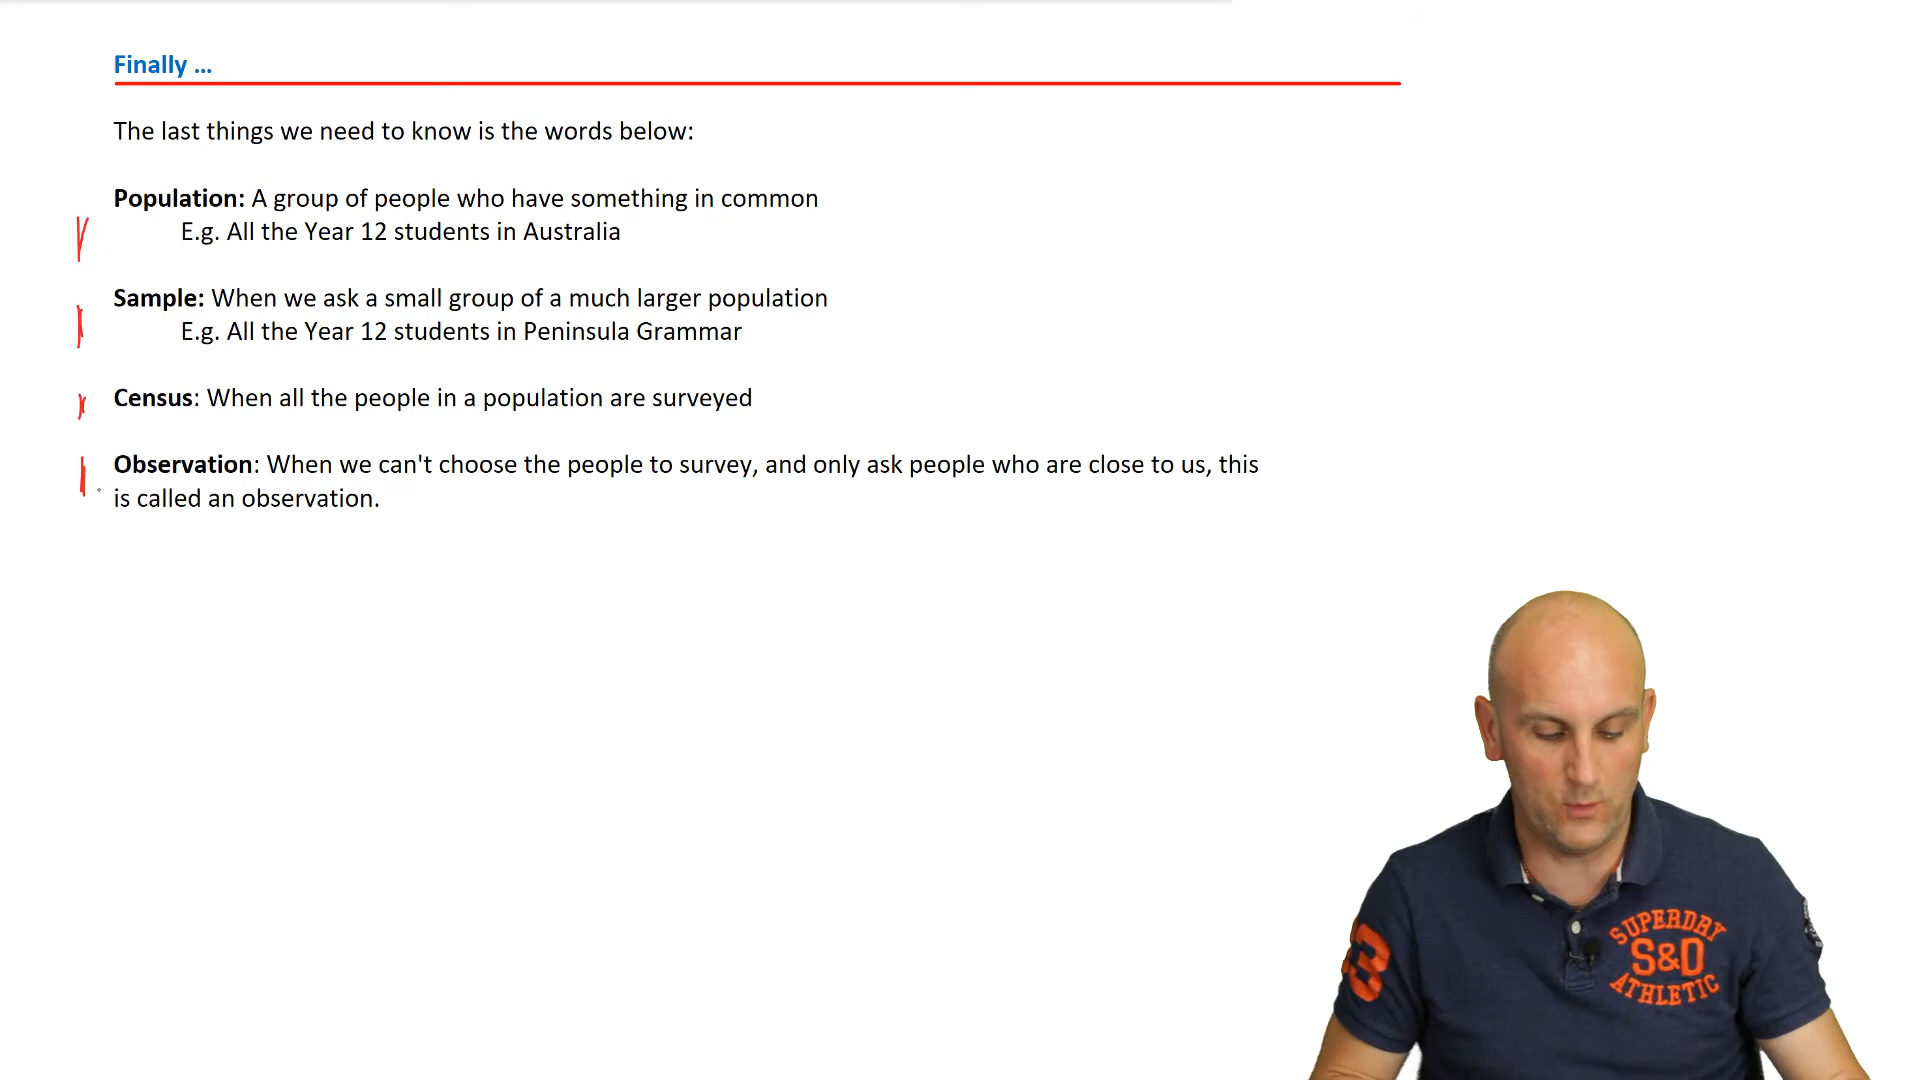 Finally ...
The last things we need to know is the words below:
Population: A group of people who have something in common
E.g. All the Year 12 students in Australia
Sample: When we ask a small group of a much larger population
E.g. All the Year 12 students in Peninsula Grammar
Census: When all the people in a population are surveyed
Observation: When we can't choose the people to survey, and only ask people who are close to us, this
is called an observation.
SUPERDRY
S&D
ATHLETIC
3